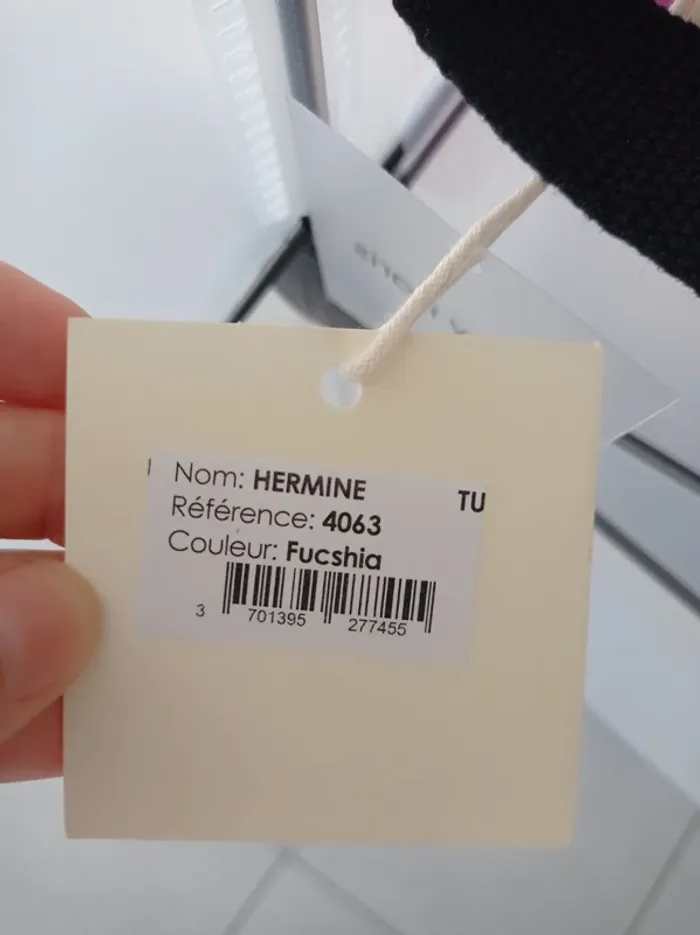 Nom: HERMINE TU
Référence: 4063
Couleur: Fucshia
3 701395 277455